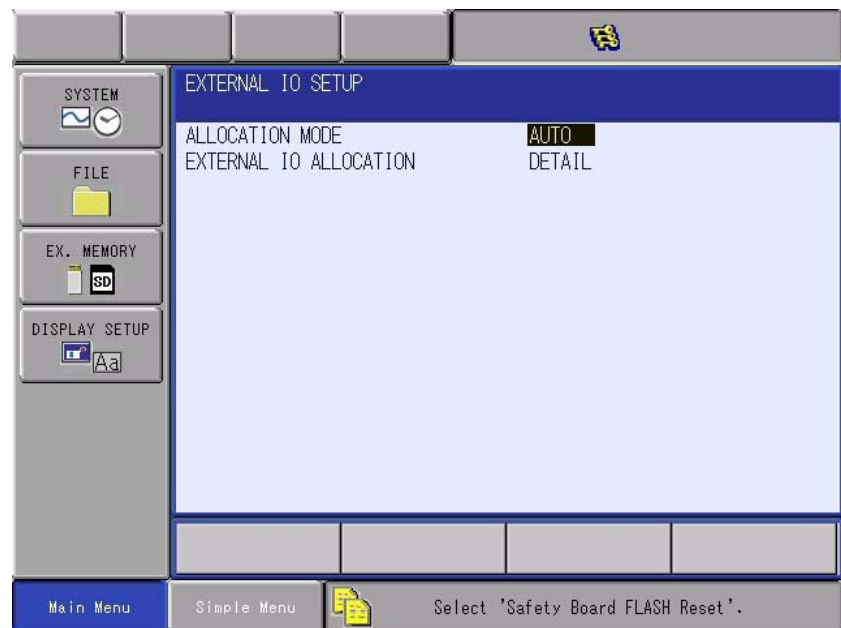 SYSTEM
FILE
EX. MEMORY
SD
DISPLAY SETUP
Aa
EXTERNAL IO SETUP
ALLOCATION MODE AUTO
EXTERNAL IO ALLOCATION DETAIL
Main Menu
Simple Menu
Select 'Safety Board FLASH Reset'.